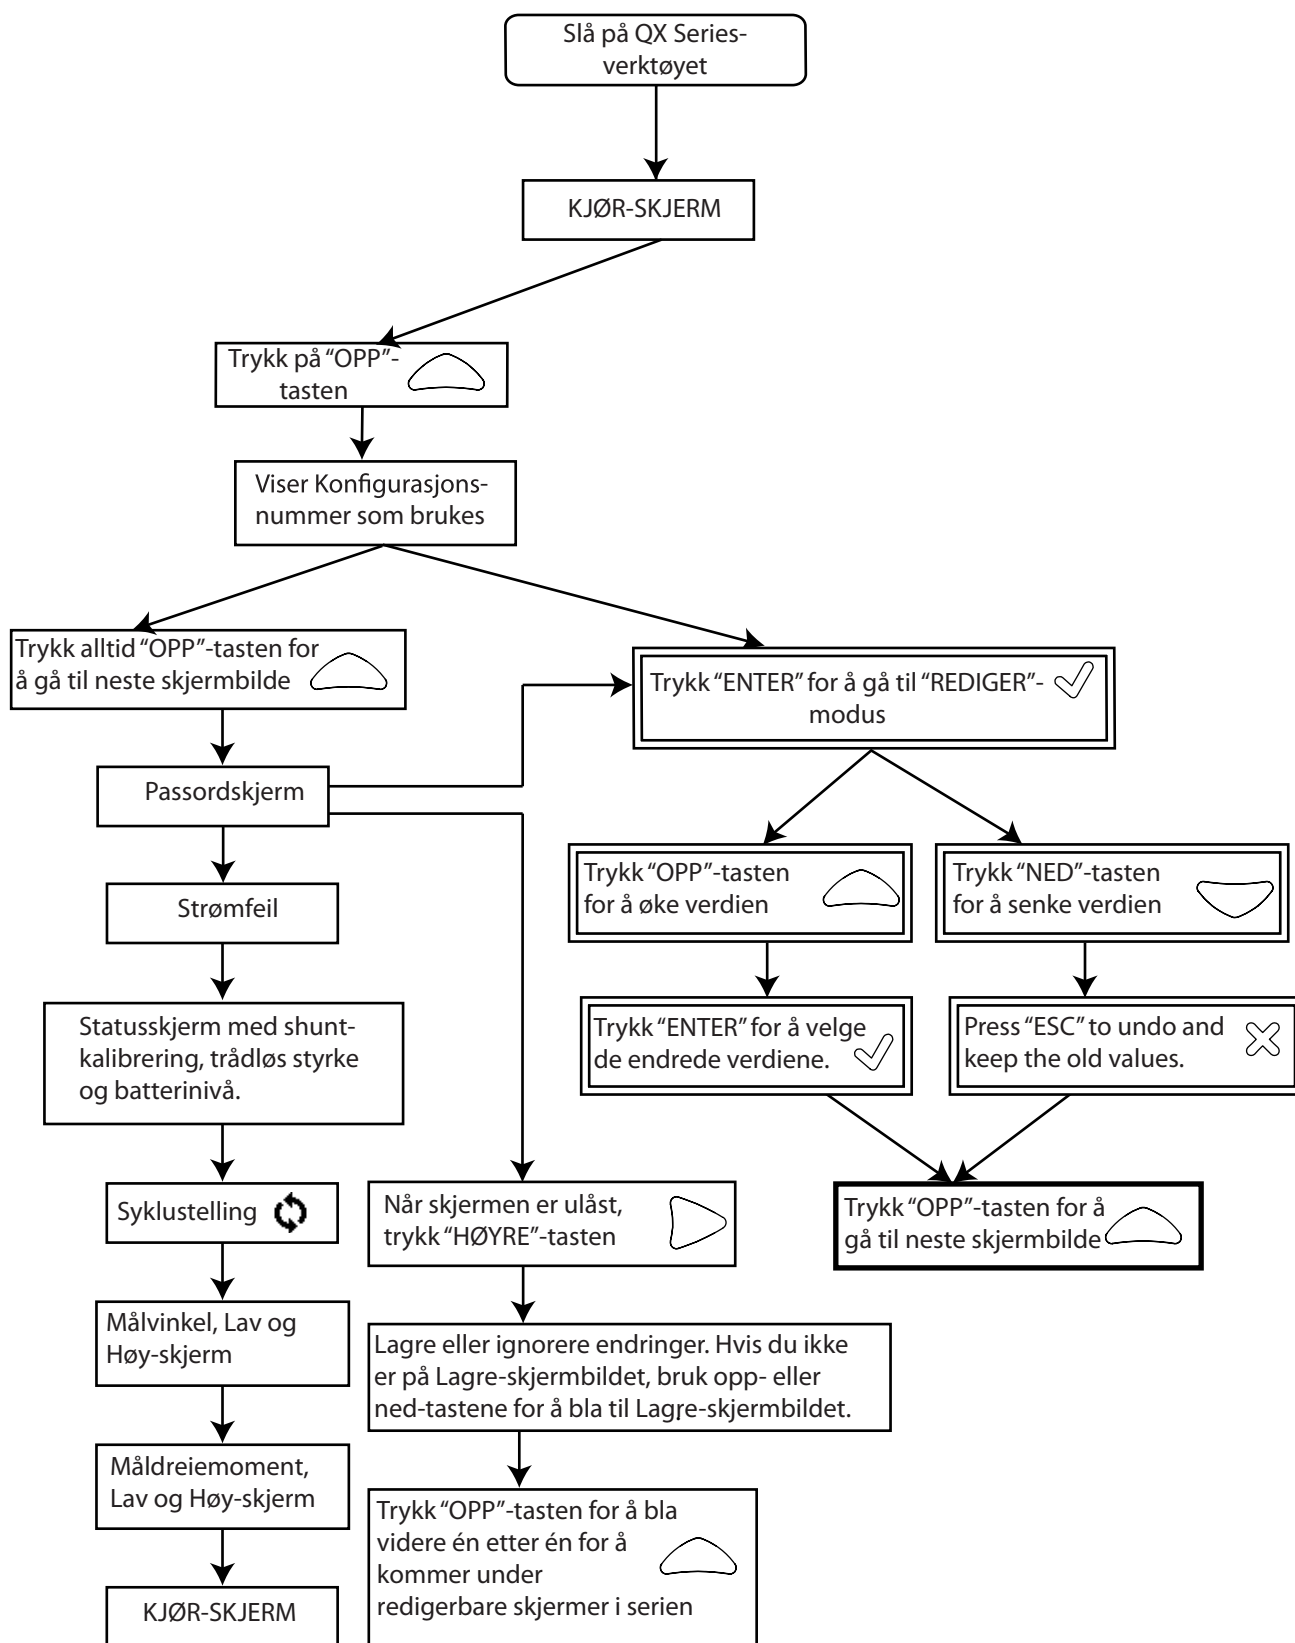 Slå på QX Series-
verktøyet
KJØR-SKJERM
Trykk på “OPP”-
tasten
Viser Konfigurasjons-
nummer som brukes
Trykk alltid “OPP”-tasten for
å gå til neste skjermbilde
Trykk “ENTER” for å gå til “REDIGER”-
modus
Passordskjerm
Trykk “OPP”-tasten
for å øke verdien
Trykk “NED”-tasten
for å senke verdien
Strømfeil
Statusskjerm med shunt-
kalibrering, trådløs styrke
og batterinivå.
Trykk “ENTER” for å velge
de endrede verdiene.
Press “ESC” to undo and
keep the old values.
Syklustelling
Når skjermen er ulåst,
trykk “HØYRE”-tasten
Trykk “OPP”-tasten for å
gå til neste skjermbilde
Målvinkel, Lav og
Høy-skjerm
Lagre eller ignorere endringer. Hvis du ikke
er på Lagre-skjermbildet, bruk opp- eller
ned-tastene for å bla til Lagre-skjermbildet.
Måldreiemoment,
Lav og Høy-skjerm
Trykk “OPP”-tasten for å bla
videre én etter én for å
kommer under
redigerbare skjermer i serien
KJØR-SKJERM